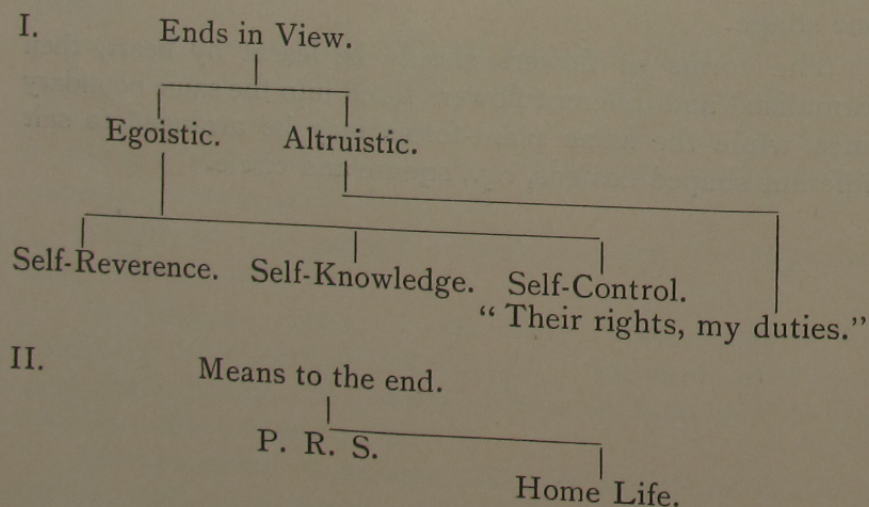 I. Ends in View.
Egoistic. Altruistic.
Self-Reverence. Self-Knowledge. Self-Control.
“ Their rights, my duties.”
II. Means to the end.
P. R. S.
Home Life.